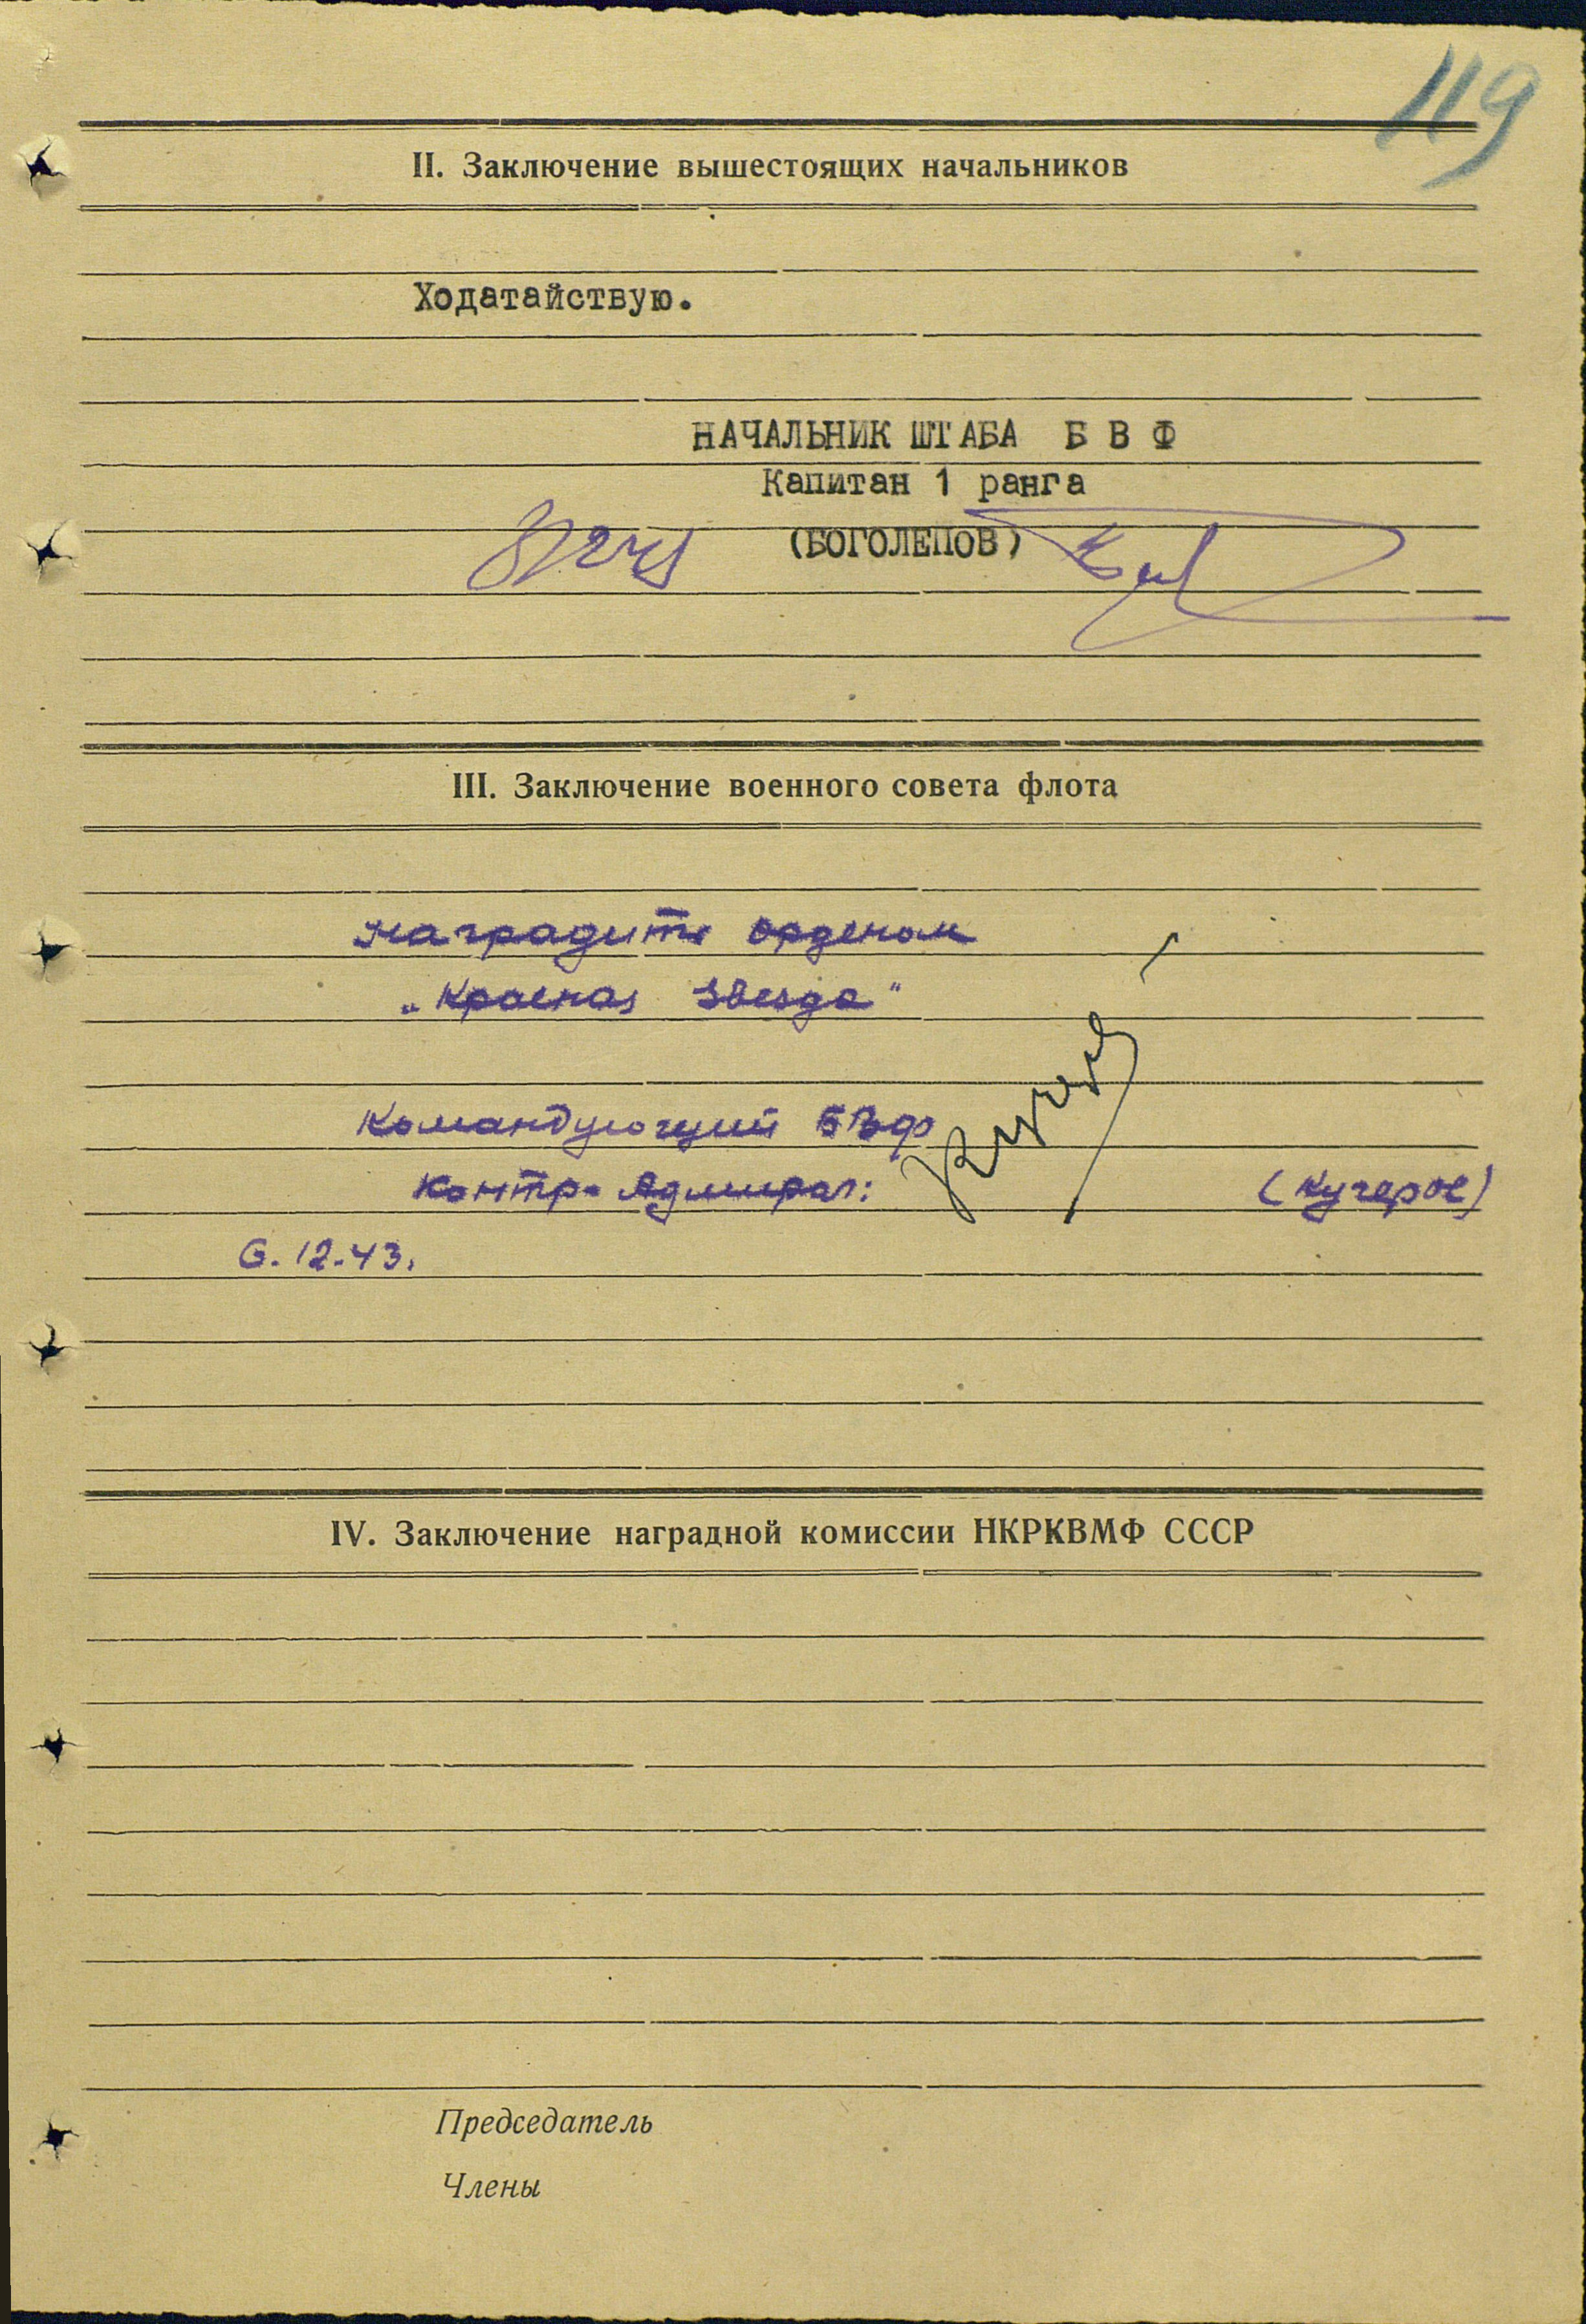 119
II. Заключение вышестоящих начальников
Ходатайствую.
НАЧАЛЬНИК ШТАБА Б В Ф
Капитан 1 ранга
(БОГОЛЕПОВ)
III. Заключение военного совета флота
Наградить орденом
„Красная Звезда"
Командующий БВФ
Контр-Адмирал:
(Кучеров)
6.12.43.
IV. Заключение наградной комиссии НКРКВМФ СССР
Председатель
Члены